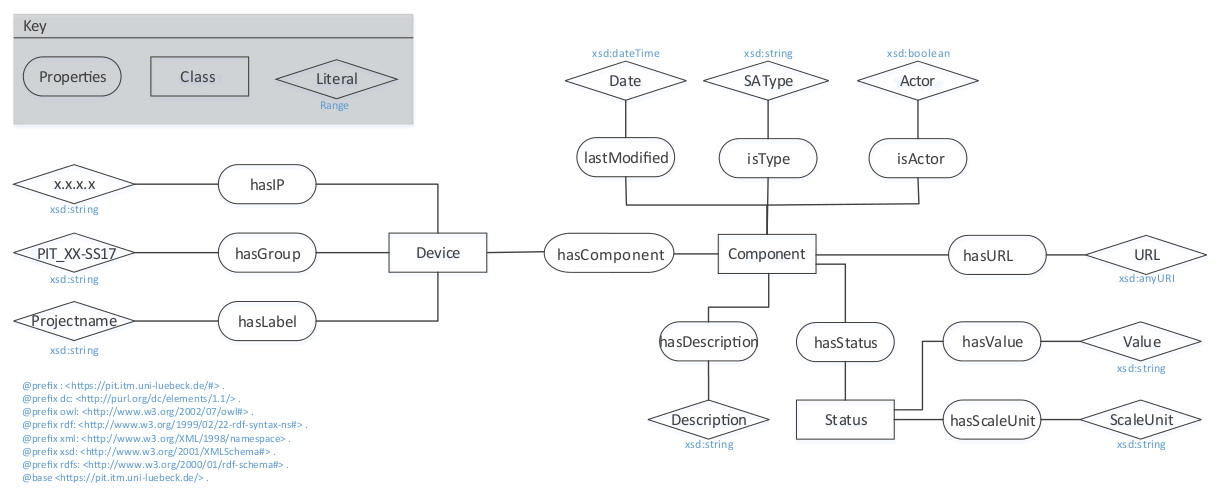 Key
Properties
Class
Literal
Range
xsd:dateTime
xsd:string
xsd:boolean
Date
SAType
Actor
lastModified
isType
isActor
x.x.x.x
hasIP
xsd:string
PIT_XX-SS17
hasGroup
Device
hasComponent
Component
hasURL
URL
xsd:string
xsd:anyURI
Projectname
hasLabel
xsd:string
hasDescription
hasStatus
hasValue
Value
xsd:string
Description
Status
hasScaleUnit
ScaleUnit
xsd:string
xsd:string
@prefix : <https://pit.itm.uni-luebeck.de/#> .
@prefix dc: <http://purl.org/dc/elements/1.1/> .
@prefix owl: <http://www.w3.org/2002/07/owl#> .
@prefix rdf: <http://www.w3.org/1999/02/22-rdf-syntax-ns#> .
@prefix xml: <http://www.w3.org/XML/1998/namespace> .
@prefix xsd: <http://www.w3.org/2001/XMLSchema#> .
@prefix rdfs: <http://www.w3.org/2000/01/rdf-schema#> .
@base <https://pit.itm.uni-luebeck.de/> .